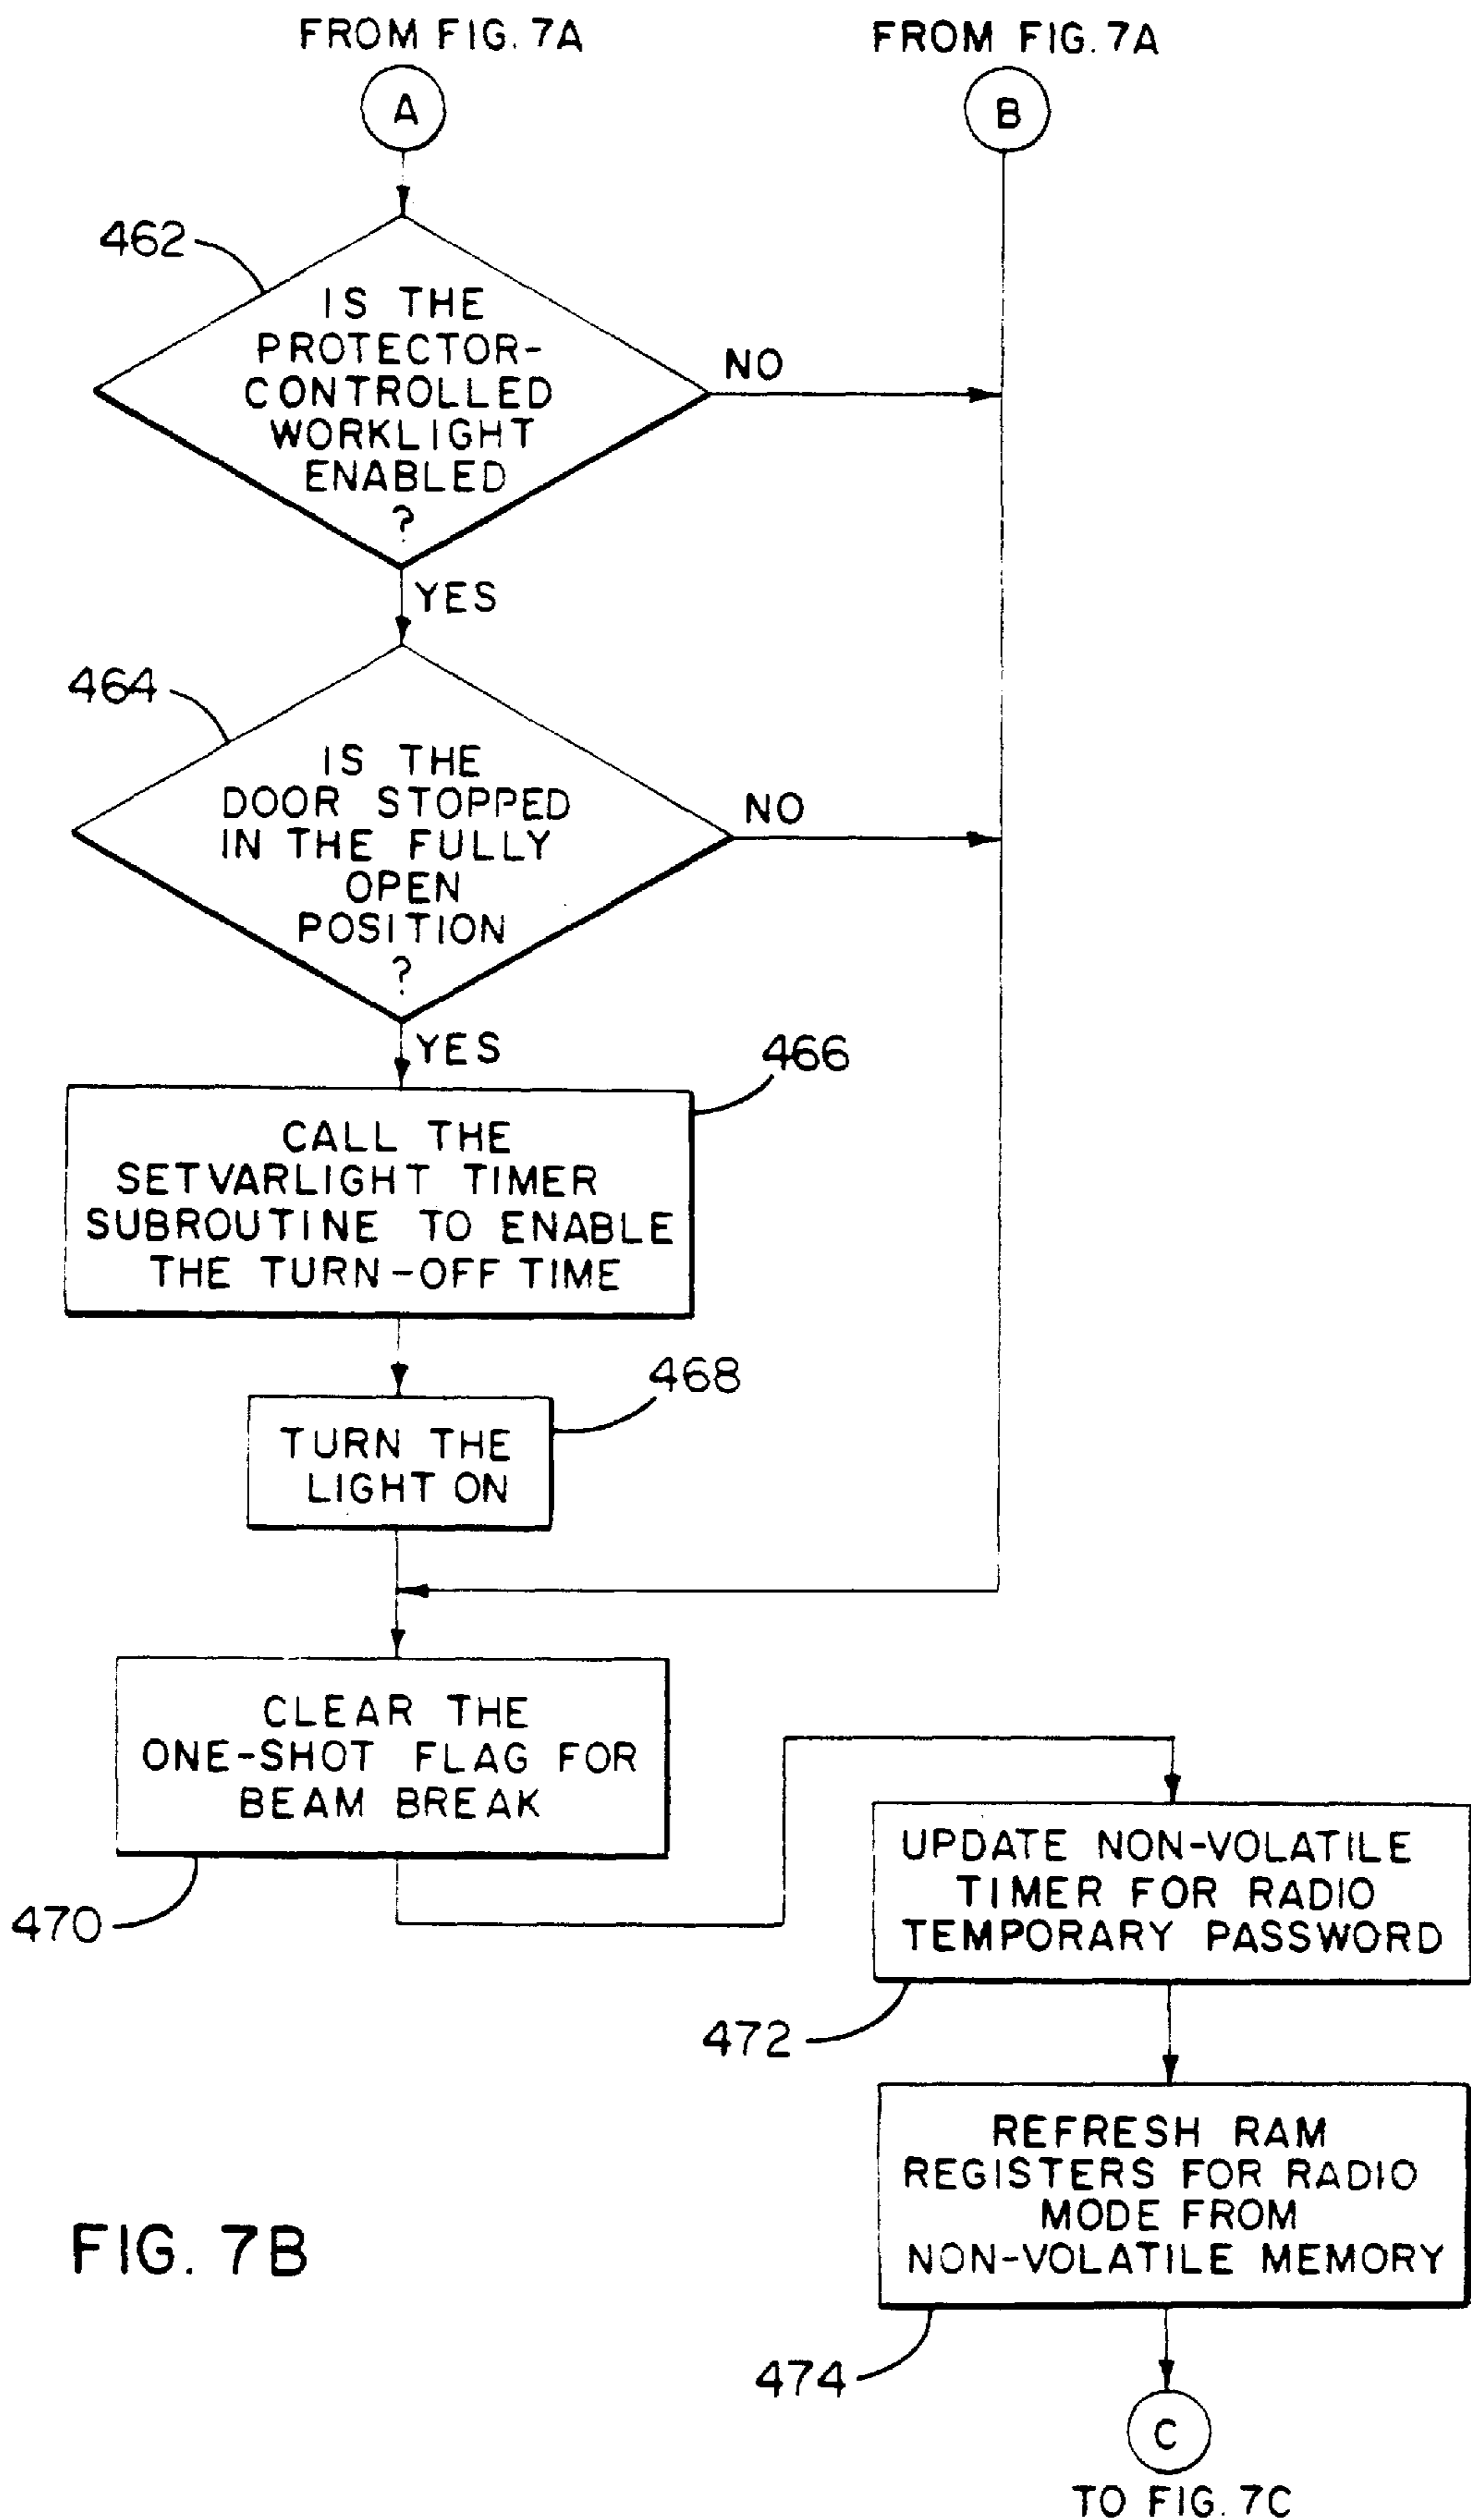 FROM FIG. 7A
FROM FIG. 7A
A
B
462
IS THE
PROTECTOR-
CONTROLLED
WORKLIGHT
ENABLED
?
NO
YES
464
IS THE
DOOR STOPPED
IN THE FULLY
OPEN
POSITION
?
NO
YES
466
CALL THE
SETVARLIGHT TIMER
SUBROUTINE TO ENABLE
THE TURN-OFF TIME
468
TURN THE
LIGHT ON
CLEAR THE
ONE-SHOT FLAG FOR
BEAM BREAK
470
UPDATE NON-VOLATILE
TIMER FOR RADIO
TEMPORARY PASSWORD
472
REFRESH RAM
REGISTERS FOR RADIO
MODE FROM
NON-VOLATILE MEMORY
474
FIG. 7B
C
TO FIG. 7C